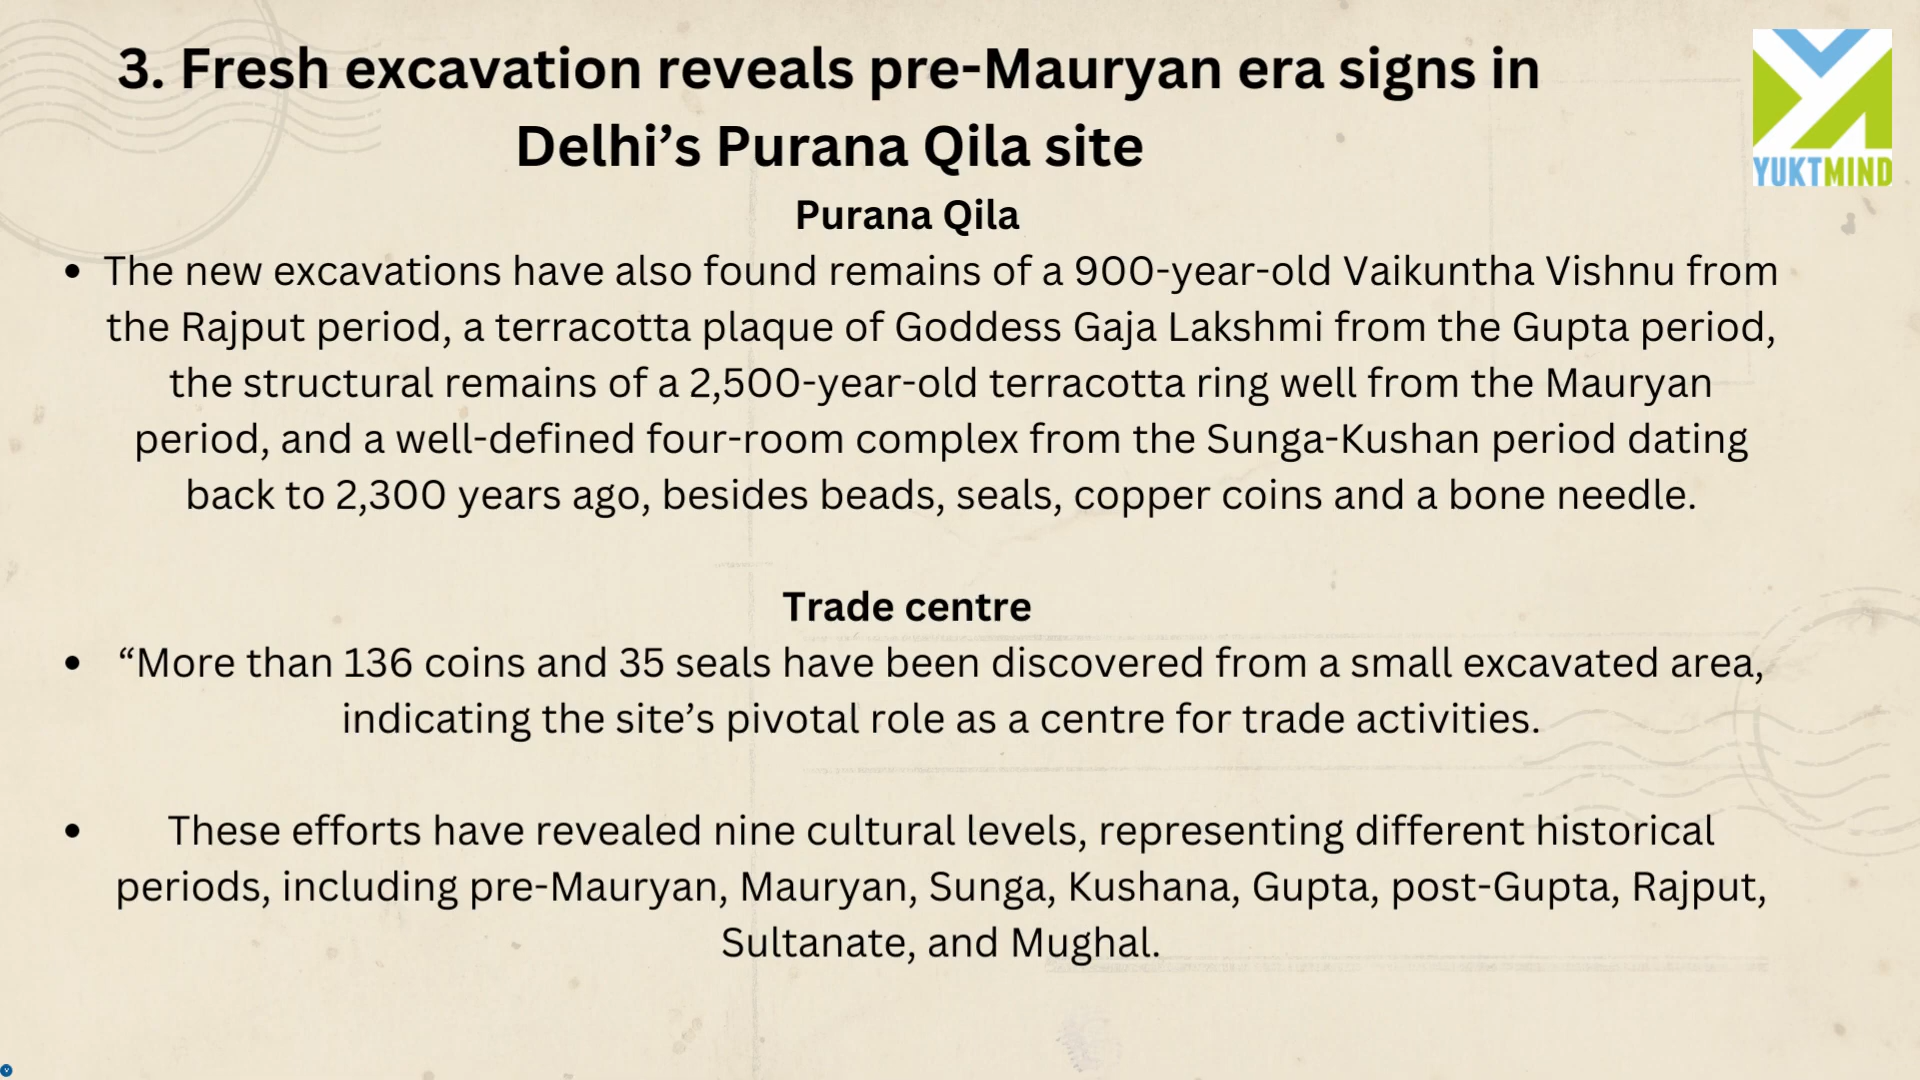 3. Fresh excavation reveals pre-Mauryan era signs in
Delhi’s Purana Qila site
YUKTMIND
Purana Qila
• The new excavations have also found remains of a 900-year-old Vaikuntha Vishnu from
the Rajput period, a terracotta plaque of Goddess Gaja Lakshmi from the Gupta period,
the structural remains of a 2,500-year-old terracotta ring well from the Mauryan
period, and a well-defined four-room complex from the Sunga-Kushan period dating
back to 2,300 years ago, besides beads, seals, copper coins and a bone needle.
Trade centre
• “More than 136 coins and 35 seals have been discovered from a small excavated area,
indicating the site’s pivotal role as a centre for trade activities.
• These efforts have revealed nine cultural levels, representing different historical
periods, including pre-Mauryan, Mauryan, Sunga, Kushana, Gupta, post-Gupta, Rajput,
Sultanate, and Mughal.